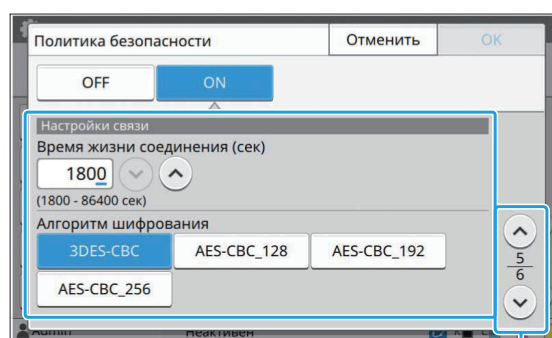 Политика безопасности Отменить ОК
OFF ON
Настройки связи
Время жизни соединения (сек)
1800
(1800 - 86400 сек)
Алгоритм шифрования
3DES-CBC AES-CBC_128 AES-CBC_192
5
6
AES-CBC_256
Admin Неактивен